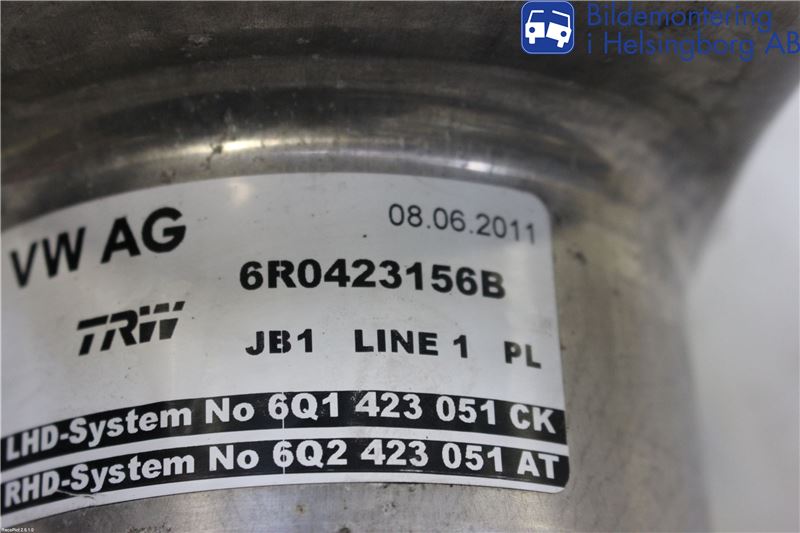 Bildemontering
i Helsingborg AB
VW AG
08.06.2011
6R0423156B
TRW
JB1 LINE 1 PL
LHD-System No 6Q1 423 051 CK
RHD-System No 6Q2 423 051 AT